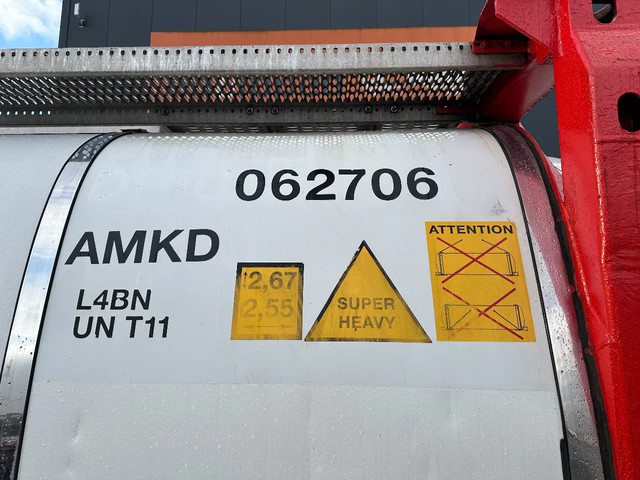 062706
AMKD
L4BN
UN T11
2,67
2,55
SUPER
HEAVY
ATTENTION